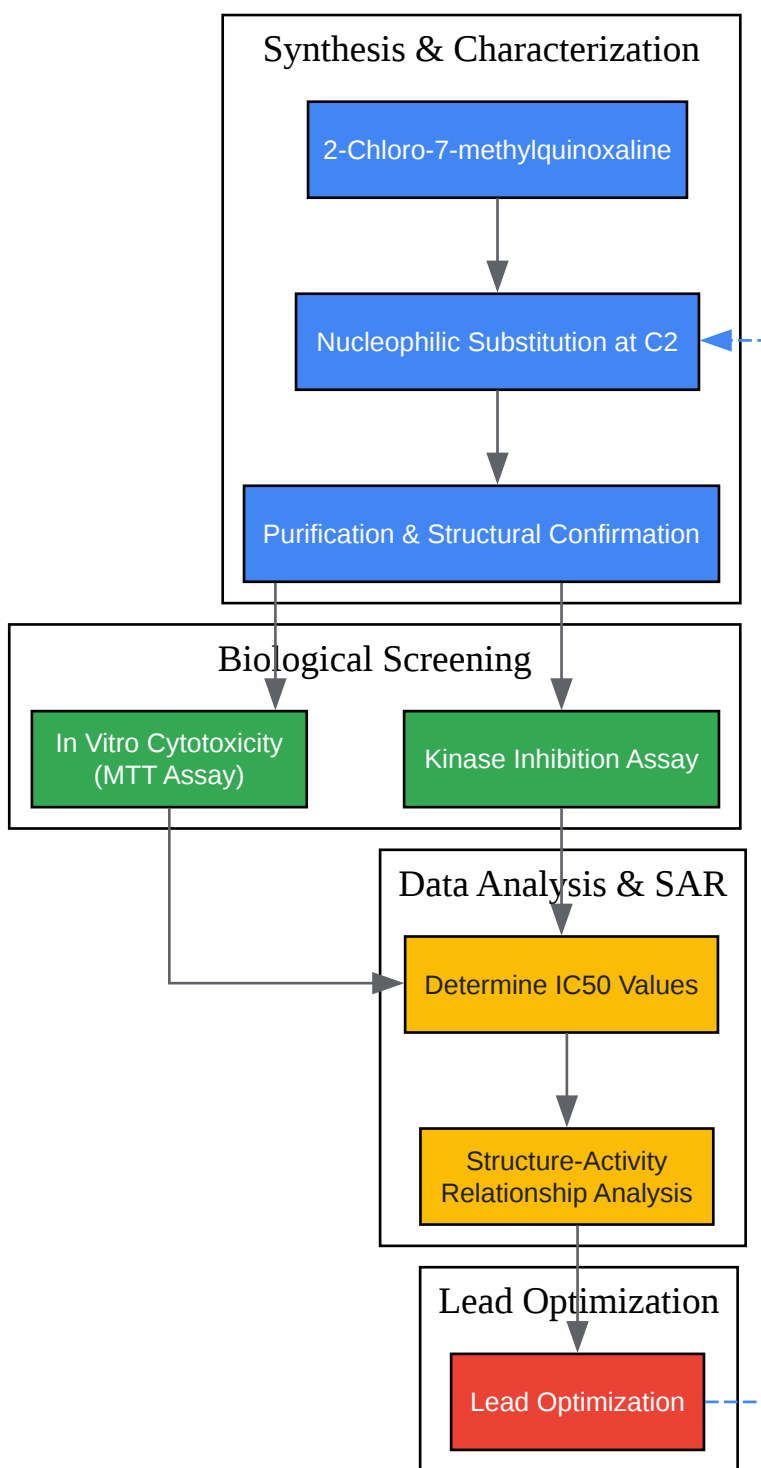 Synthesis & Characterization
2-Chloro-7-methylquinoxaline
Nucleophilic Substitution at C2
Purification & Structural Confirmation
Biological Screening
In Vitro Cytotoxicity
(MTT Assay)
Kinase Inhibition Assay
Data Analysis & SAR
Determine IC50 Values
Structure-Activity
Relationship Analysis
Lead Optimization
Lead Optimization